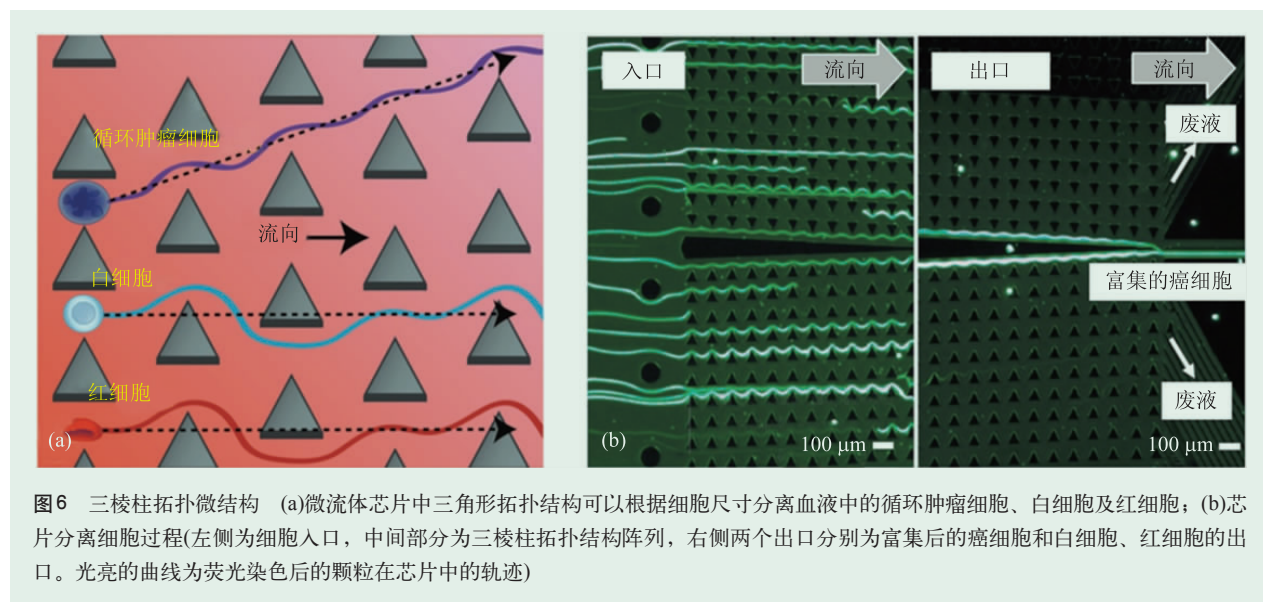 循环肿瘤细胞
流向
白细胞
红细胞
(a)
入口
流向
出口
流向
废液
富集的癌细胞
废液
(b)
100 μm
100 μm
图6 三棱柱拓扑微结构 (a)微流体芯片中三角形拓扑结构可以根据细胞尺寸分离血液中的循环肿瘤细胞、白细胞及红细胞；(b)芯
片分离细胞过程(左侧为细胞入口，中间部分为三棱柱拓扑结构阵列，右侧两个出口分别为富集后的癌细胞和白细胞、红细胞的出
口。光亮的曲线为荧光染色后的颗粒在芯片中的轨迹)